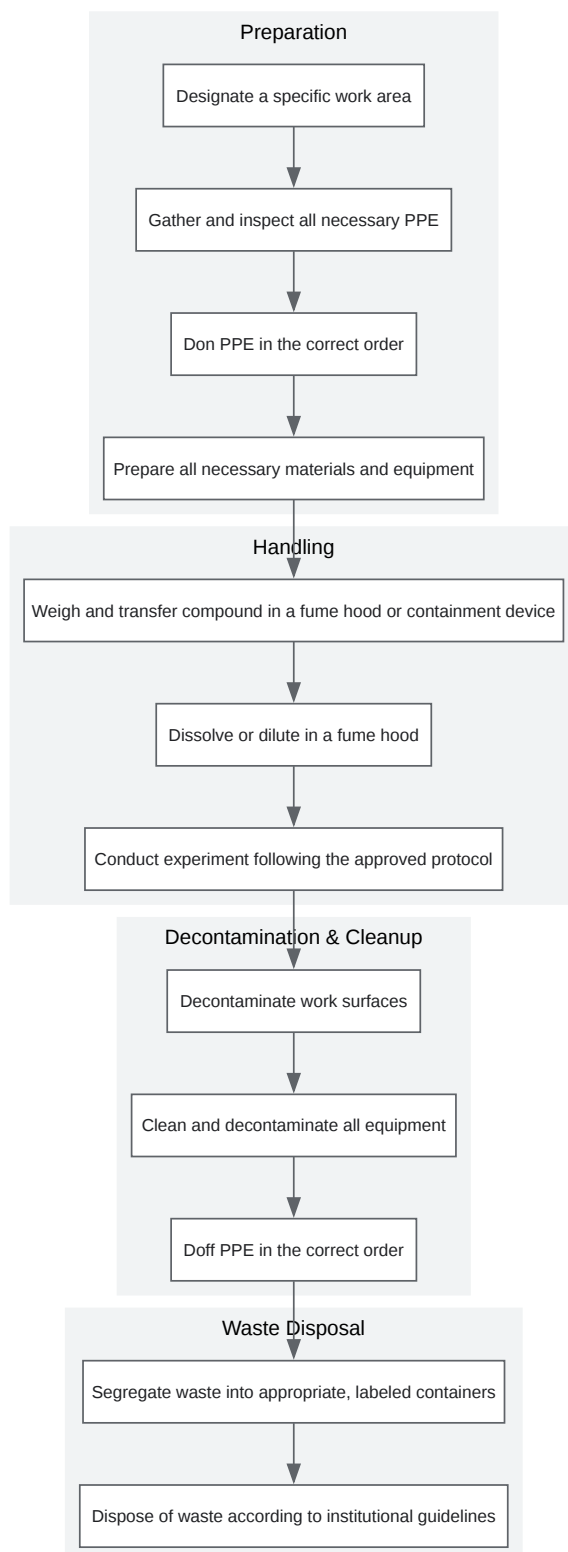 Preparation
Designate a specific work area
Gather and inspect all necessary PPE
Don PPE in the correct order
Prepare all necessary materials and equipment
Handling
Weigh and transfer compound in a fume hood or containment device
Dissolve or dilute in a fume hood
Conduct experiment following the approved protocol
Decontamination & Cleanup
Decontaminate work surfaces
Clean and decontaminate all equipment
Doff PPE in the correct order
Waste Disposal
Segregate waste into appropriate, labeled containers
Dispose of waste according to institutional guidelines